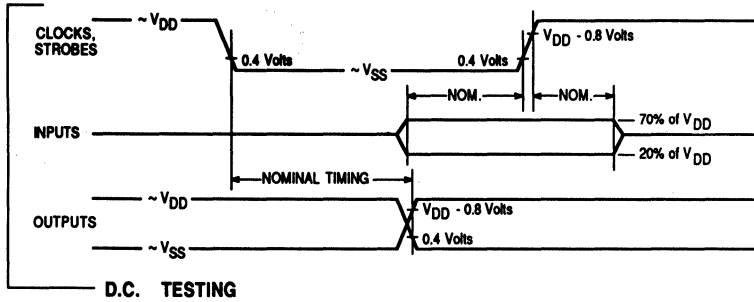 CLOCKS,
STROBES
~ VDD
0.4 Volts
~ VSS
0.4 Volts
VDD - 0.8 Volts
NOM.
NOM.
INPUTS
70% of VDD
20% of VDD
NOMINAL TIMING
OUTPUTS
~ VDD
VDD - 0.8 Volts
~ VSS
0.4 Volts
D.C. TESTING